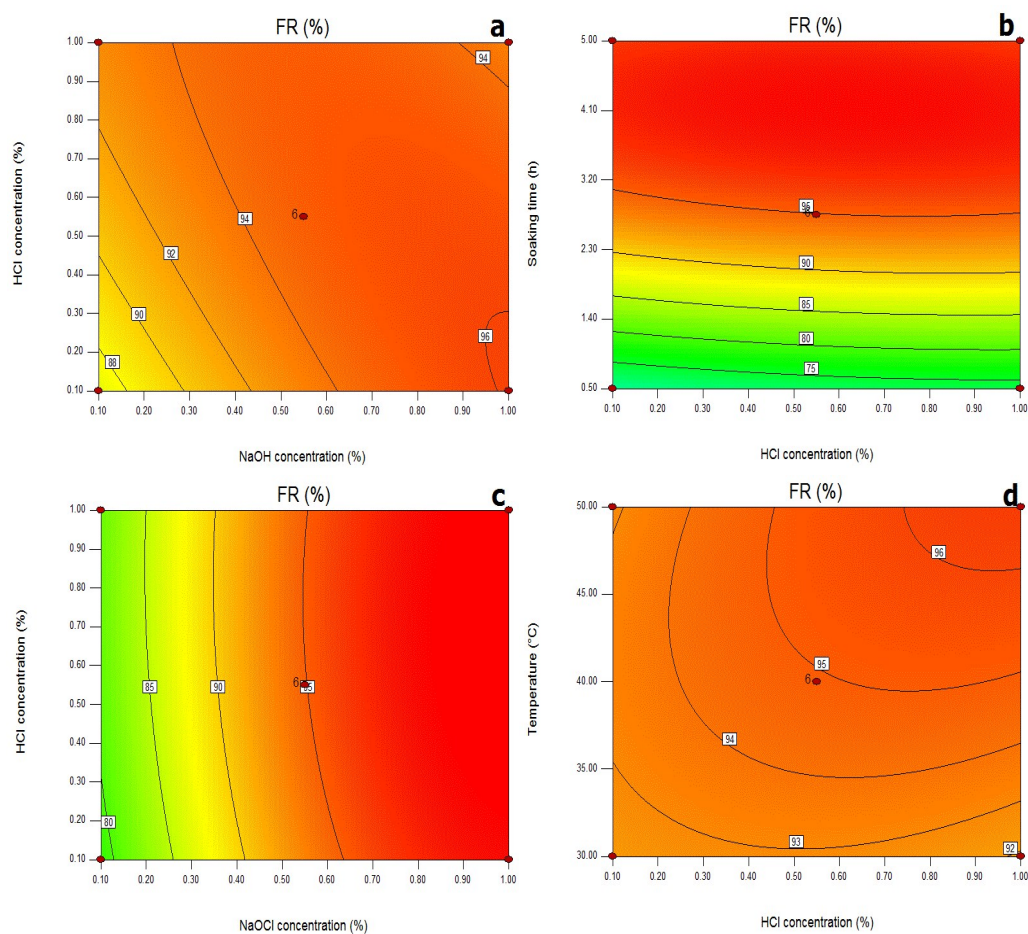 FR (%)
a
1.00
0.90
0.80
0.70
0.60
0.50
0.40
0.30
0.20
0.10
HCl concentration (%)
94
94
92
90
88
96
6
0.10 0.20 0.30 0.40 0.50 0.60 0.70 0.80 0.90 1.00
NaOH concentration (%)
FR (%)
b
5.00
4.10
3.20
2.30
1.40
0.50
Soaking time (h)
95
6
90
85
80
75
0.10 0.20 0.30 0.40 0.50 0.60 0.70 0.80 0.90 1.00
HCl concentration (%)
FR (%)
c
1.00
0.90
0.80
0.70
0.60
0.50
0.40
0.30
0.20
0.10
HCl concentration (%)
85
90
6
95
80
0.10 0.20 0.30 0.40 0.50 0.60 0.70 0.80 0.90 1.00
NaOCl concentration (%)
FR (%)
d
50.00
45.00
40.00
35.00
30.00
Temperature (°C)
96
95
6
94
93
92
0.10 0.20 0.30 0.40 0.50 0.60 0.70 0.80 0.90 1.00
HCl concentration (%)